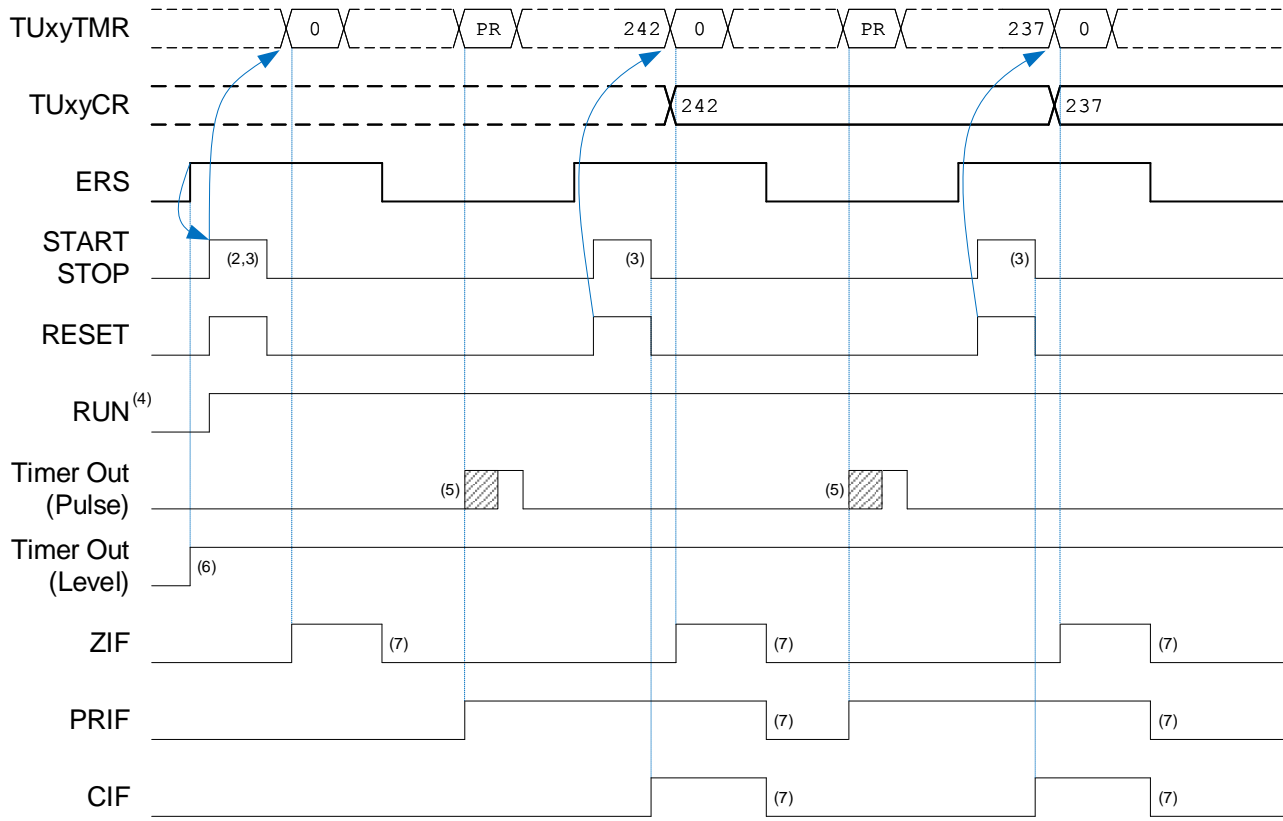 TUxyTMR 0 PR 242 0 PR 237 0
TUxyCR 242 237
ERS
START
STOP (2,3) (3) (3)
RESET
RUN(4)
Timer Out
(Pulse) (5) (5)
Timer Out
(Level) (6)
ZIF (7) (7) (7)
PRIF (7) (7)
CIF (7) (7)